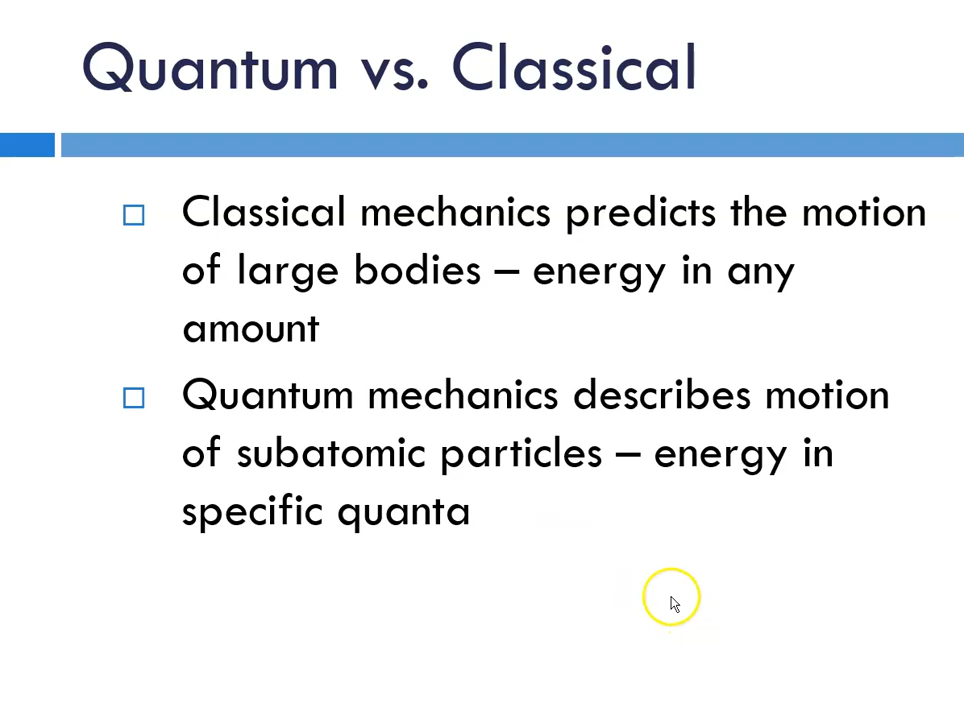 Quantum vs. Classical
Classical mechanics predicts the motion
of large bodies – energy in any
amount
Quantum mechanics describes motion
of subatomic particles – energy in
specific quanta